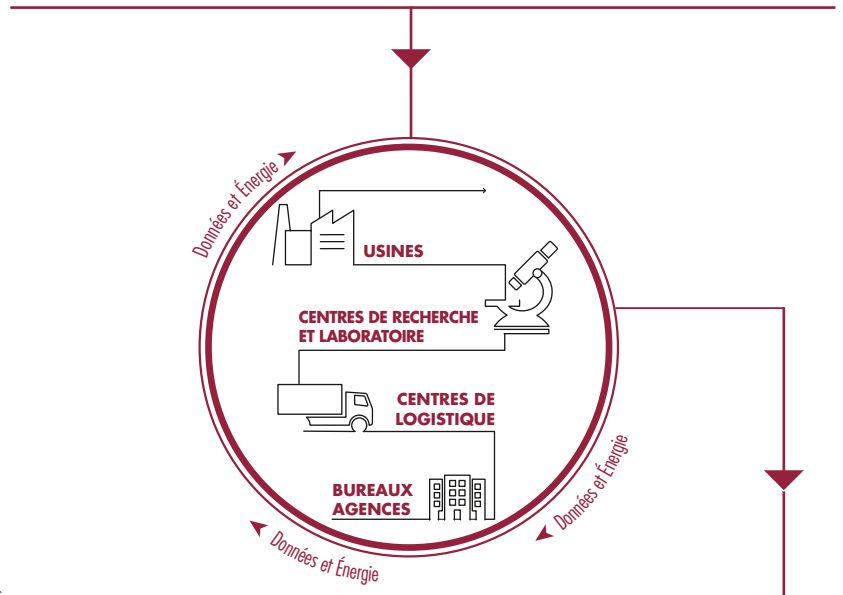 Données et Énergie
USINES
CENTRES DE RECHERCHE
ET LABORATOIRE
CENTRES DE
LOGISTIQUE
BUREAUX
AGENCES
Données et Énergie
Données et Énergie